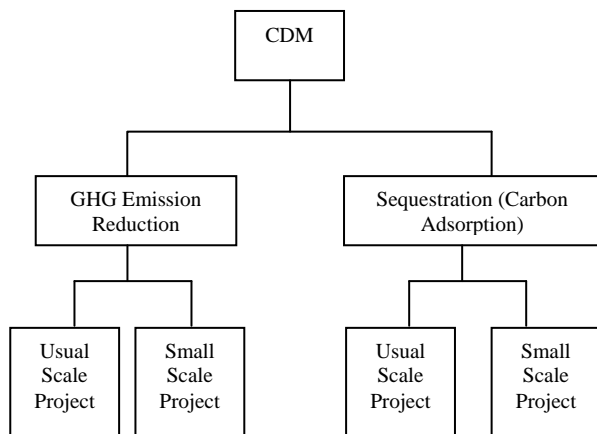 CDM
GHG Emission
Reduction
Sequestration (Carbon
Adsorption)
Usual
Scale
Project
Small
Scale
Project
Usual
Scale
Project
Small
Scale
Project